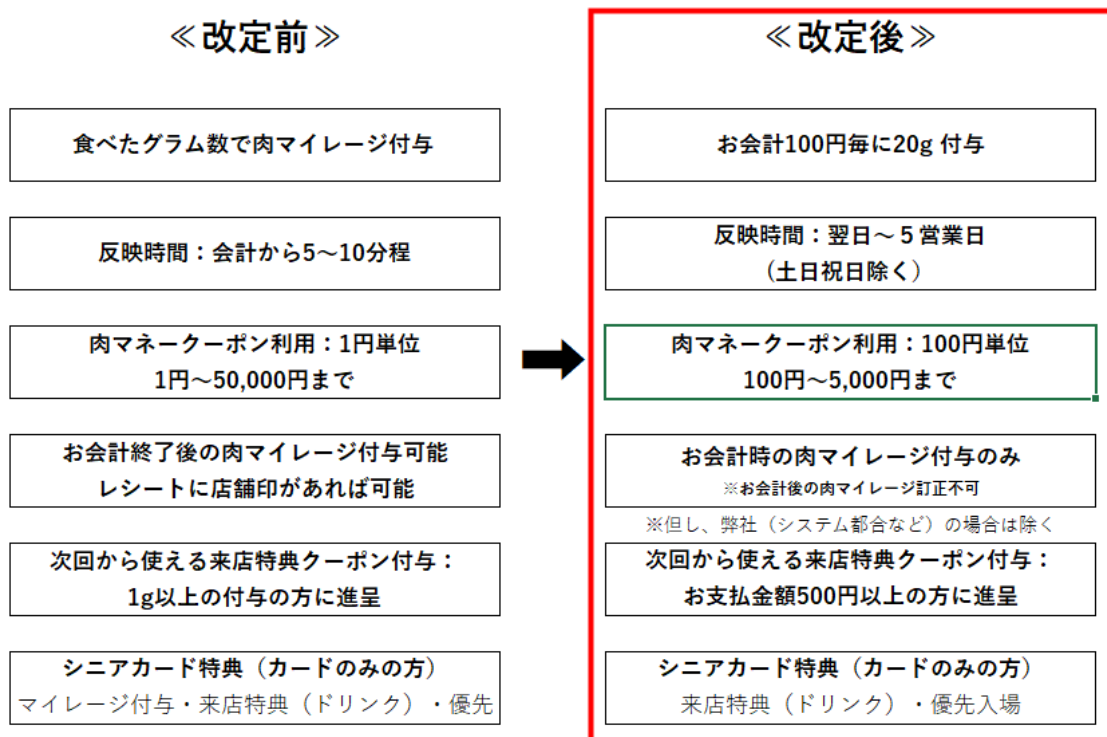 ≪改定前≫
食べたグラム数で肉マイレージ付与
反映時間：会計から5～10分程
肉マネークーポン利用：1円単位
1円～50,000円まで
お会計終了後の肉マイレージ付与可能
レシートに店舗印があれば可能
次回から使える来店特典クーポン付与：
1g以上の付与の方に進呈
シニアカード特典（カードのみの方）
マイレージ付与・来店特典（ドリンク）・優先
≪改定後≫
お会計100円毎に20g 付与
反映時間：翌日～５営業日
（土日祝日除く）
肉マネークーポン利用：100円単位
100円～5,000円まで
お会計時の肉マイレージ付与のみ
※お会計後の肉マイレージ訂正不可
※但し、弊社（システム都合など）の場合は除く
次回から使える来店特典クーポン付与：
お支払金額500円以上の方に進呈
シニアカード特典（カードのみの方）
来店特典（ドリンク）・優先入場